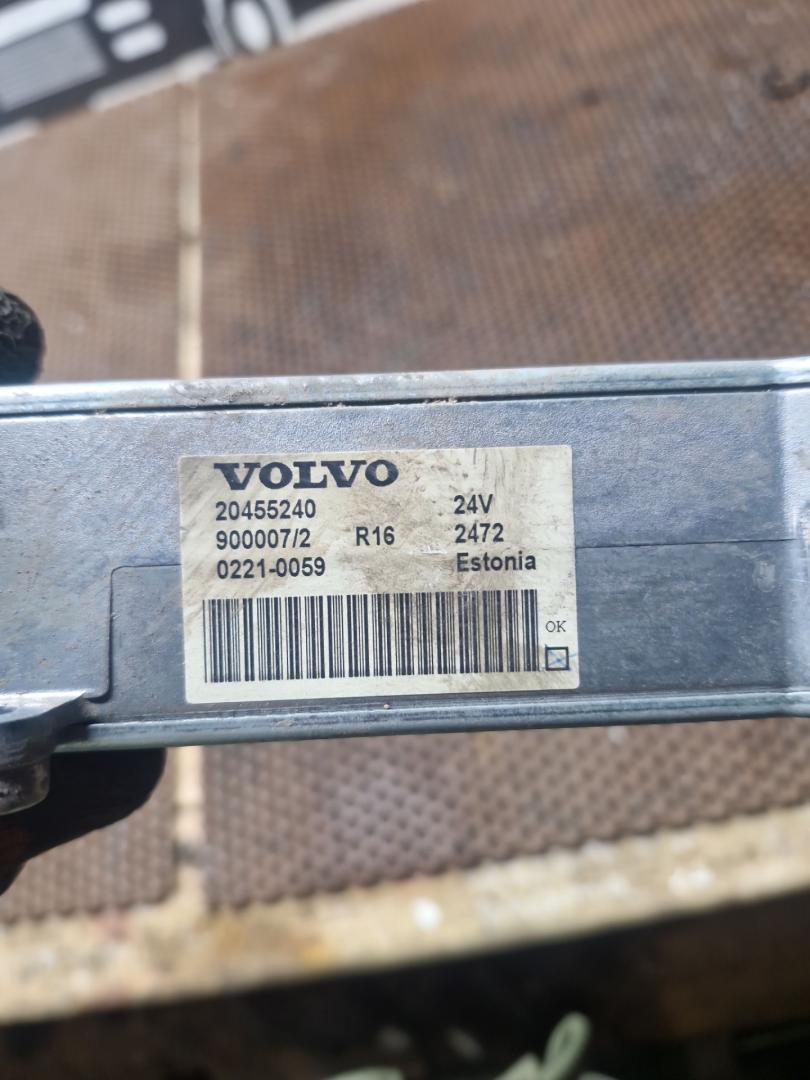 VOLVO
20455240 24V
900007/2 R16 2472
0221-0059 Estonia
OK